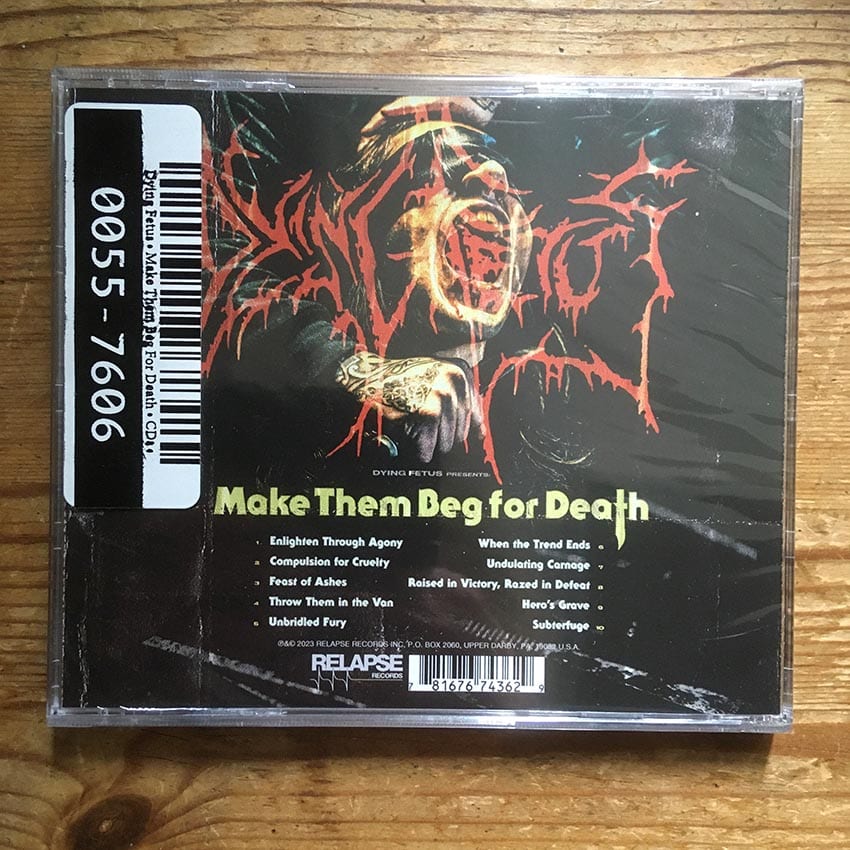 Dying Fetus • Make Them Beg For Death • CD
0055-7606
DYING FETUS
DYING FETUS PRESENTS:
Make Them Beg for Death
1 Enlighten Through Agony
2 Compulsion for Cruelty
3 Feast of Ashes
4 Throw Them in the Van
5 Unbridled Fury
When the Trend Ends 6
Undulating Carnage 7
Raised in Victory, Razed in Defeat 8
Hero's Grave 9
Subterfuge 10
℗&© 2023 RELAPSE RECORDS INC, P.O. BOX 2060, UPPER DARBY, PA, 19082 U.S.A.
RELAPSE
RECORDS
7 81676 74362 9